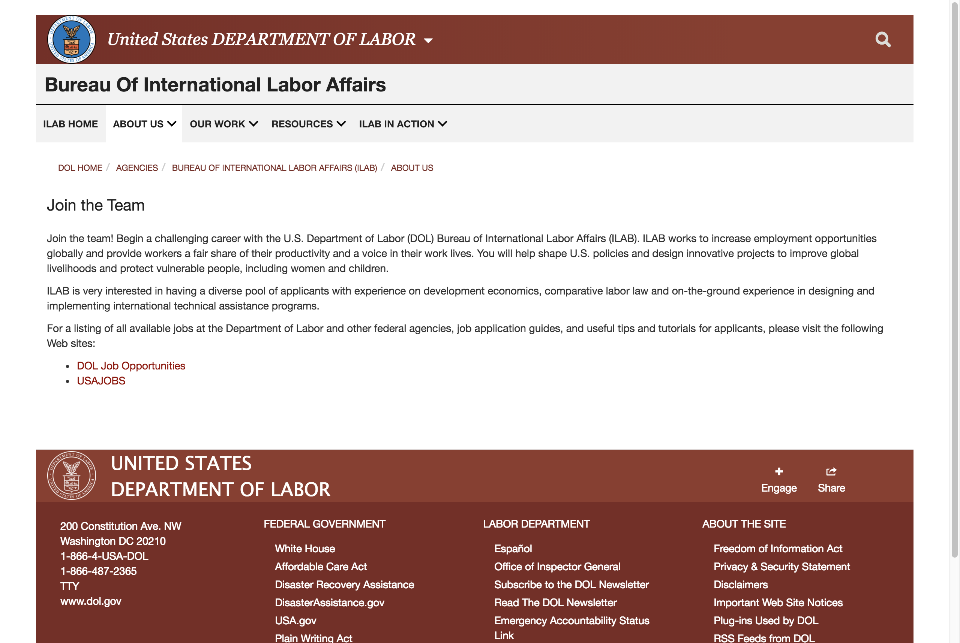 United States DEPARTMENT OF LABOR
Bureau Of International Labor Affairs
ILAB HOME ABOUT US OUR WORK RESOURCES ILAB IN ACTION
DOL HOME / AGENCIES / BUREAU OF INTERNATIONAL LABOR AFFAIRS (ILAB) / ABOUT US
Join the Team
Join the team! Begin a challenging career with the U.S. Department of Labor (DOL) Bureau of International Labor Affairs (ILAB). ILAB works to increase employment opportunities
globally and provide workers a fair share of their productivity and a voice in their work lives. You will help shape U.S. policies and design innovative projects to improve global
livelihoods and protect vulnerable people, including women and children.
ILAB is very interested in having a diverse pool of applicants with experience on development economics, comparative labor law and on-the-ground experience in designing and
implementing international technical assistance programs.
For a listing of all available jobs at the Department of Labor and other federal agencies, job application guides, and useful tips and tutorials for applicants, please visit the following
Web sites:
• DOL Job Opportunities
• USAJOBS
UNITED STATES
DEPARTMENT OF LABOR
Engage Share
200 Constitution Ave. NW
Washington DC 20210
1-866-4-USA-DOL
1-866-487-2365
TTY
www.dol.gov
FEDERAL GOVERNMENT
White House
Affordable Care Act
Disaster Recovery Assistance
DisasterAssistance.gov
USA.gov
Plain Writing Act
LABOR DEPARTMENT
Español
Office of Inspector General
Subscribe to the DOL Newsletter
Read The DOL Newsletter
Emergency Accountability Status
Link
ABOUT THE SITE
Freedom of Information Act
Privacy & Security Statement
Disclaimers
Important Web Site Notices
Plug-ins Used by DOL
RSS Feeds from DOL